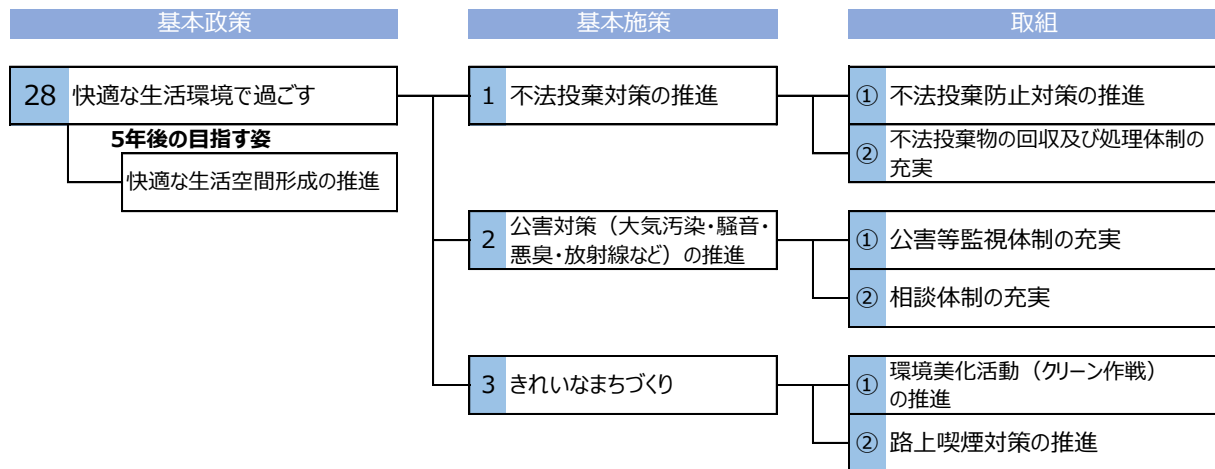 基本政策
基本施策
取組
28 快適な生活環境で過ごす
5年後の目指す姿
快適な生活空間形成の推進
1 不法投棄対策の推進
① 不法投棄防止対策の推進
② 不法投棄物の回収及び処理体制の
充実
2 公害対策（大気汚染・騒音・
悪臭・放射線など）の推進
① 公害等監視体制の充実
② 相談体制の充実
3 きれいなまちづくり
① 環境美化活動（クリーン作戦）
の推進
② 路上喫煙対策の推進